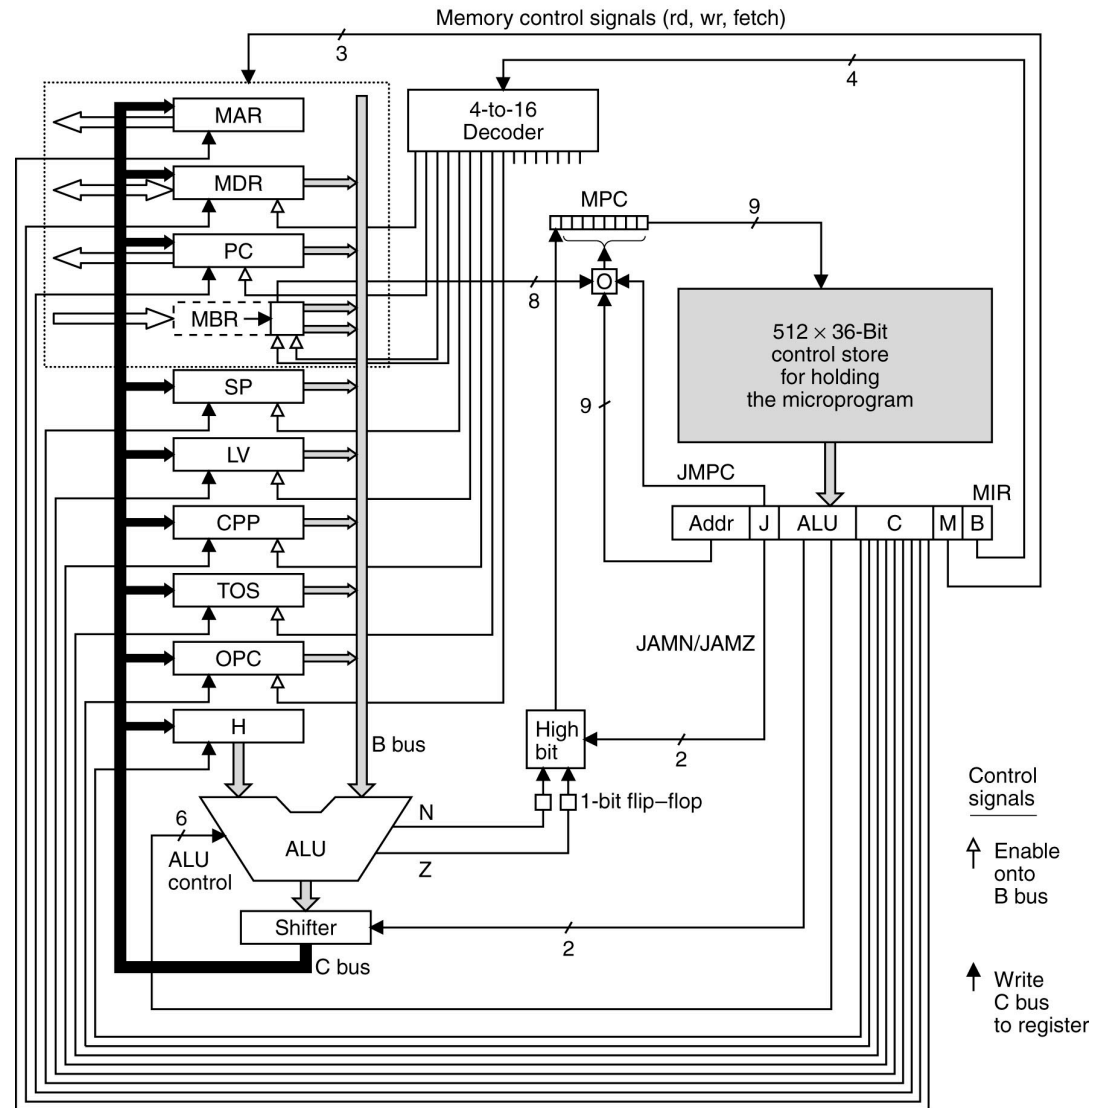 Memory control signals (rd, wr, fetch)
3
4
MAR
4-to-16
Decoder
MDR
MPC
9
PC
O
8
MBR
512 × 36-Bit
control store
for holding
the microprogram
SP
9
LV
JMPC
MIR
CPP
Addr
J
ALU
C
M
B
TOS
JAMN/JAMZ
OPC
H
B bus
High
bit
2
Control
signals
1-bit flip–flop
N
6
ALU
control
ALU
Z
Enable
onto
B bus
Shifter
2
C bus
Write
C bus
to register